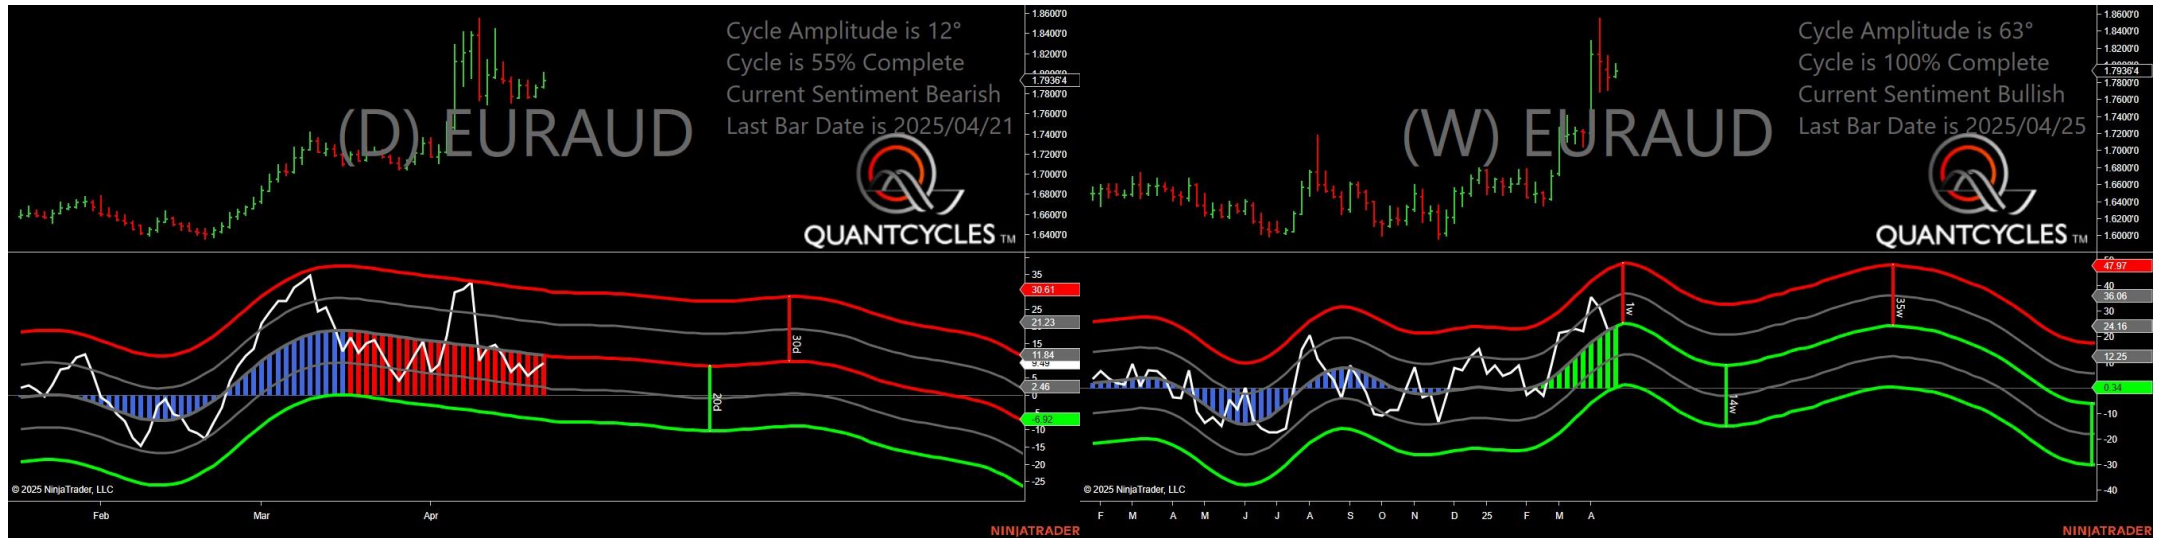 Cycle Amplitude is 12°
Cycle is 55% Complete
Current Sentiment Bearish
Last Bar Date is 2025/04/21
(D) EURAUD
QUANTCYCLES TM
1.8600'0
1.8400'0
1.8200'0
1.7936'4
1.7800'0
1.7600'0
1.7400'0
1.7200'0
1.7000'0
1.6800'0
1.6600'0
1.6400'0
35
30.61
25
21.23
15
11.84
9.49
5
2.46
0
-6.92
-10
-15
-20
-25
30d
20d
© 2025 NinjaTrader, LLC
Feb
Mar
Apr
NINJATRADER
Cycle Amplitude is 63°
Cycle is 100% Complete
Current Sentiment Bullish
Last Bar Date is 2025/04/25
(W) EURAUD
QUANTCYCLES TM
1.8600'0
1.8400'0
1.8200'0
1.7936'4
1.7800'0
1.7600'0
1.7400'0
1.7200'0
1.7000'0
1.6800'0
1.6600'0
1.6400'0
1.6200'0
1.6000'0
47.97
40
36.06
30
24.16
20
12.25
0.34
-10
-20
-30
-40
1w
35w
14w
© 2025 NinjaTrader, LLC
F M A M J J A S O N D 25 F M A
NINJATRADER